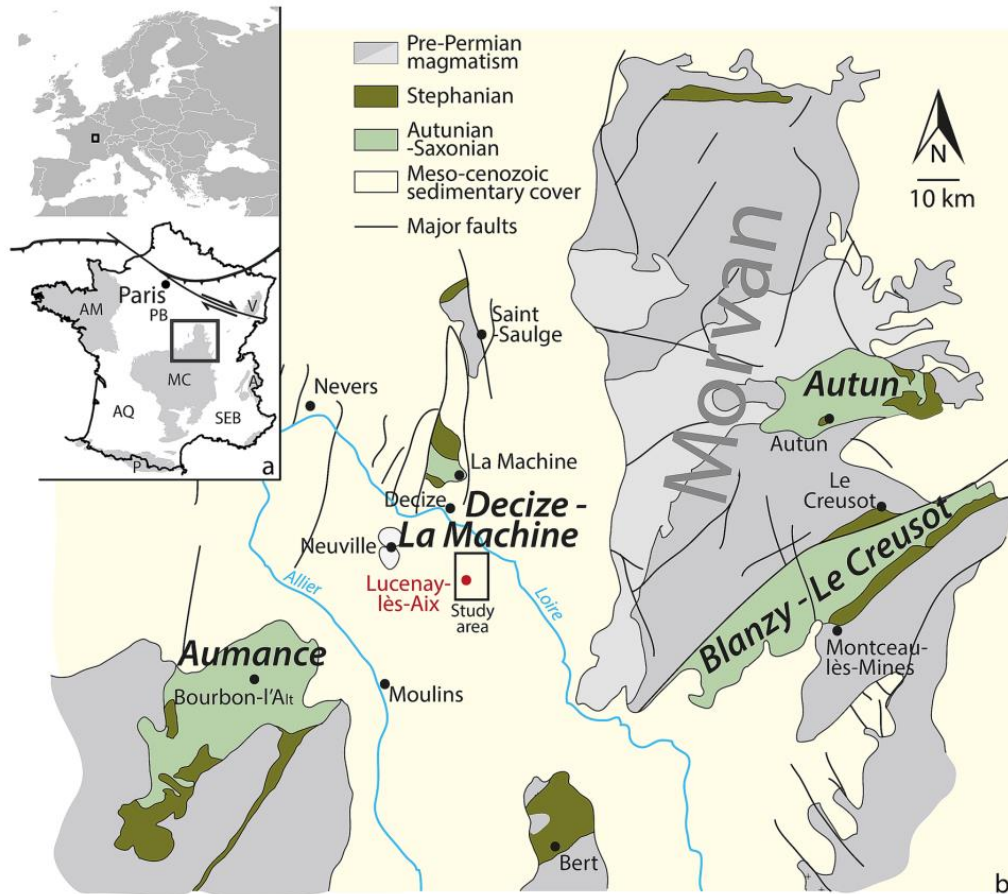 Pre-Permian
magmatism
Stephanian
Autunian
-Saxonian
Meso-cenozoic
sedimentary cover
Major faults
N
10 km
Paris
AM
PB
V
MC
A
AQ
SEB
P
a
Morvan
Saint
-Saulge
Nevers
La Machine
Decize
Decize -
La Machine
Neuville
Lucenay-
lès-Aix
Study
area
Allier
Loire
Autun
Autun
Le
Creusot
Blanzy - Le Creusot
Montceau-
lès-Mines
Aumance
Bourbon-l'Alt
Moulins
Bert
b